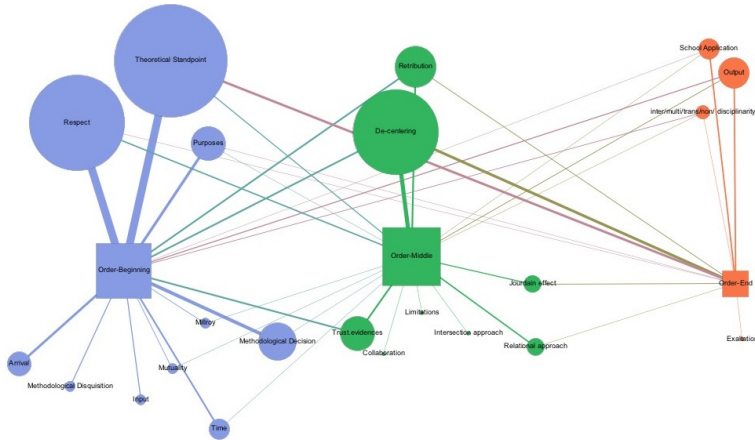 Theoretical Standpoint
School Application
Retribution
Output
inter/multi/trans/non/ disciplinarity
Respect
De-centering
Purposes
Order-Middle
Order-Beginning
Order-End
Jourdain effect
Limitations
Millroy
Trust.evidences
Intersection approach
Methodological Decision
Exaltation
Relational approach
Collaboration
Arrival
Mutuality
Methodological Disquisition
Input
Time